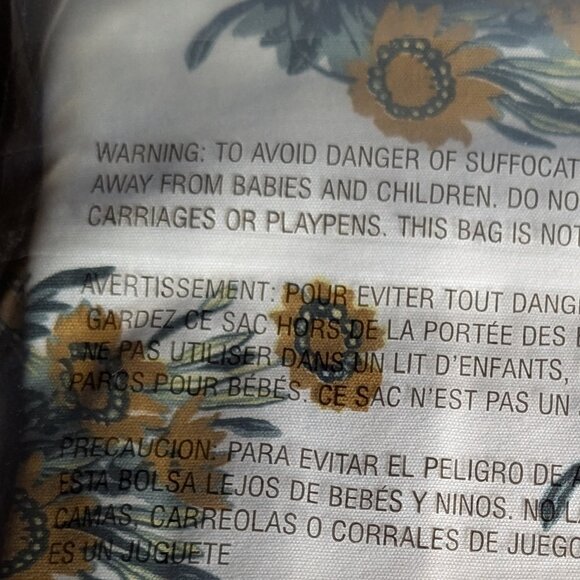 WARNING: TO AVOID DANGER OF SUFFOCAT
AWAY FROM BABIES AND CHILDREN. DO NO
CARRIAGES OR PLAYPENS. THIS BAG IS NOT
AVERTISSEMENT: POUR EVITER TOUT DANG
GARDEZ CE SAC HORS DE LA PORTÉE DES
NE PAS UTILISER DANS UN LIT D'ENFANTS,
PARCS POUR BÉBÉS. CE SAC N'EST PAS UN
PRECAUCION: PARA EVITAR EL PELIGRO DE
ESTA BOLSA LEJOS DE BEBÉS Y NINOS. NO
CAMAS, CARREOLAS O CORRALES DE JUEGO
ES UN JUGUETE